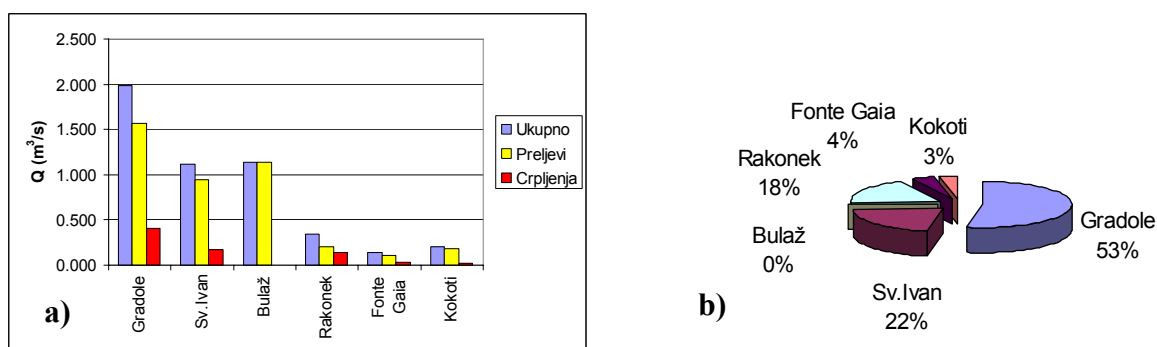 2.500
2.000
1.500
1.000
0.500
0.000
Q (m³/s)
Gradole
Sv.Ivan
Bulaž
Rakonek
Fonte
Gaia
Kokoti
Ukupno
Preljevi
Crpljenja
a)
Fonte Gaia
4%
Kokoti
3%
Rakonek
18%
Bulaž
0%
Gradole
53%
Sv.Ivan
22%
b)